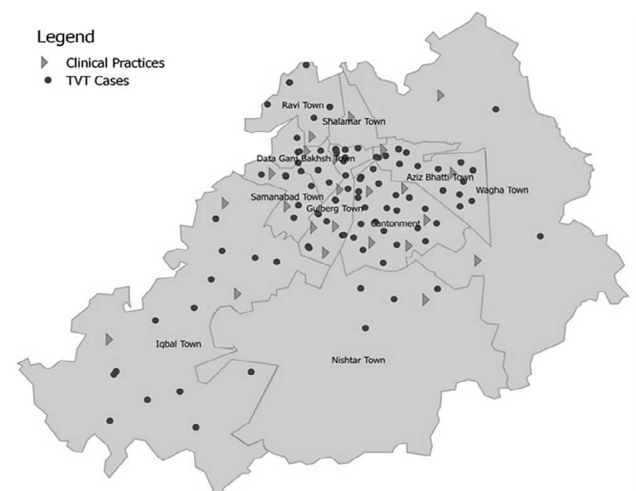 Legend
Clinical Practices
TVT Cases
Ravi Town
Shalamar Town
Data Ganj Bakhsh Town
Aziz Bhatti Town
Wagha Town
Samanabad Town
Gulberg Town
Cantonment
Iqbal Town
Nishtar Town